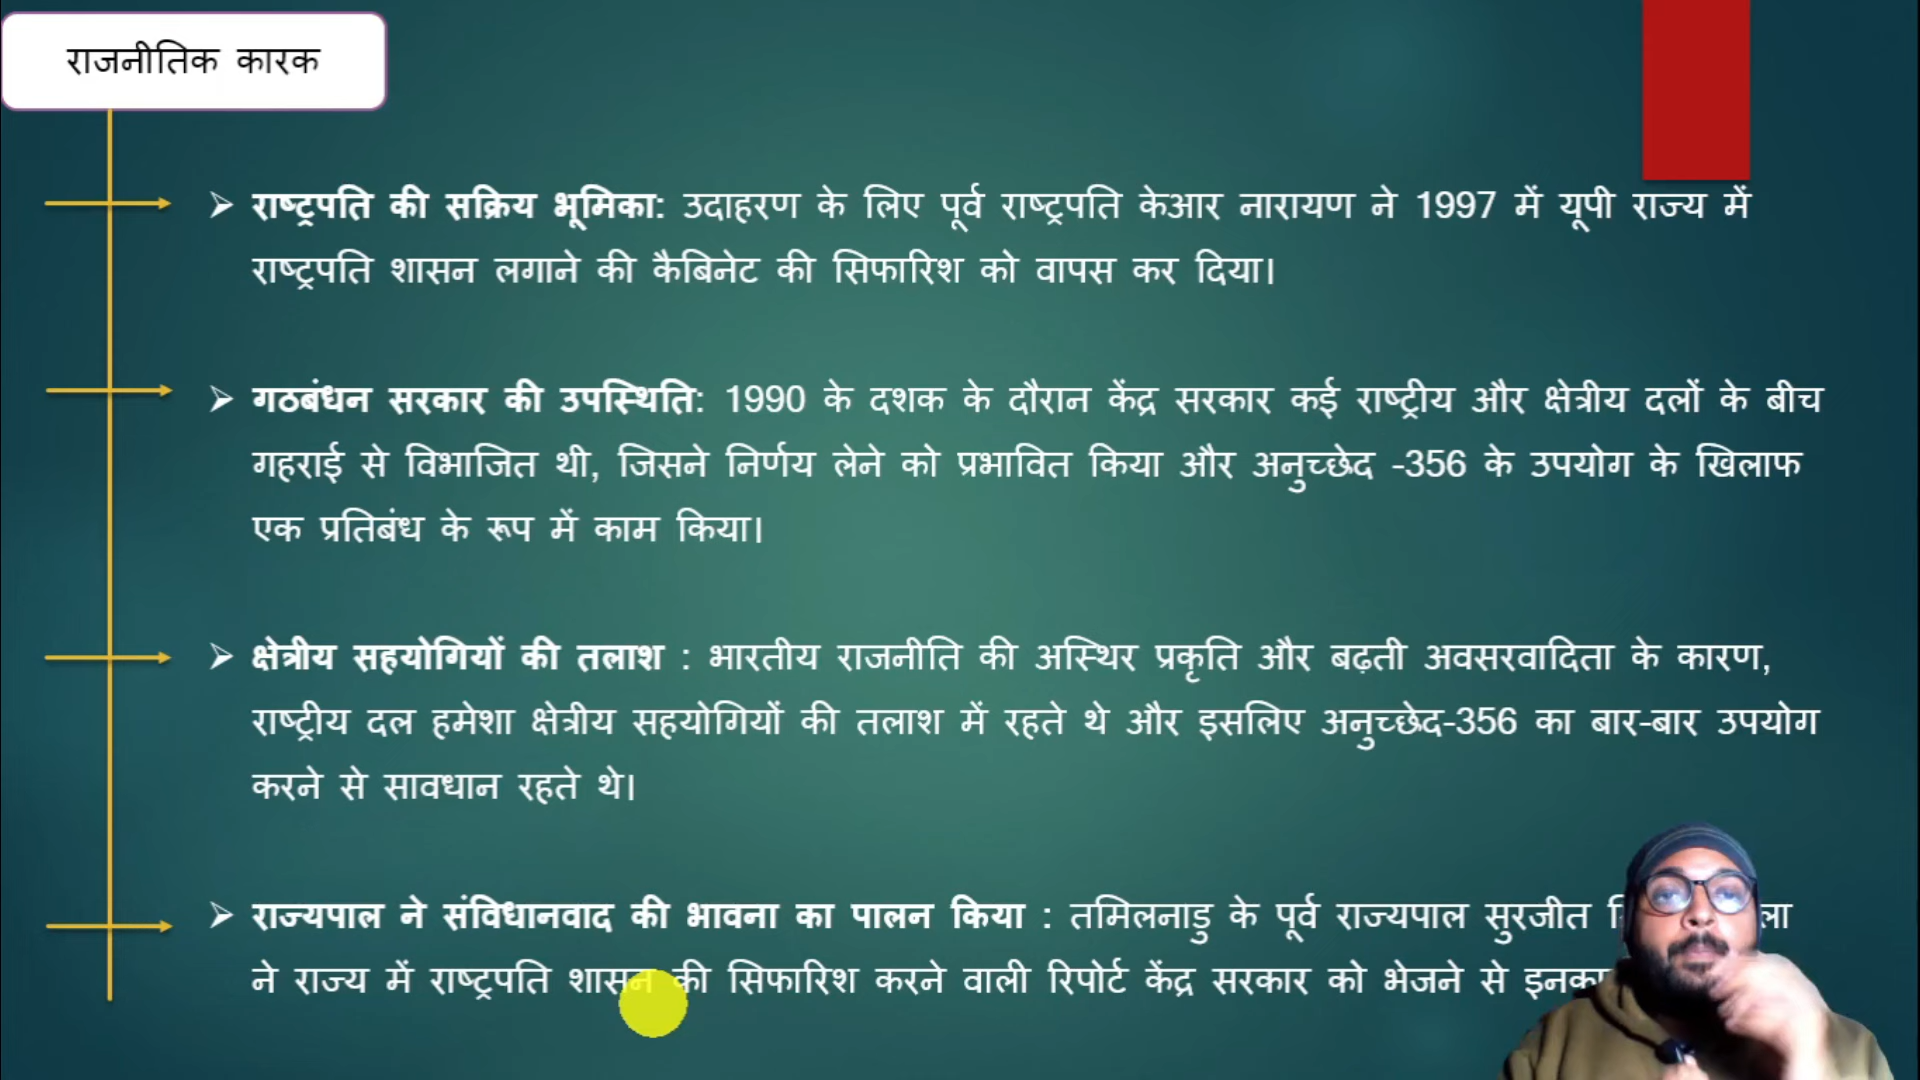 राजनीतिक कारक
➢ राष्ट्रपति की सक्रिय भूमिका: उदाहरण के लिए पूर्व राष्ट्रपति केआर नारायण ने 1997 में यूपी राज्य में
राष्ट्रपति शासन लगाने की कैबिनेट की सिफारिश को वापस कर दिया।
➢ गठबंधन सरकार की उपस्थिति: 1990 के दशक के दौरान केंद्र सरकार कई राष्ट्रीय और क्षेत्रीय दलों के बीच
गहराई से विभाजित थी, जिसने निर्णय लेने को प्रभावित किया और अनुच्छेद -356 के उपयोग के खिलाफ
एक प्रतिबंध के रूप में काम किया।
➢ क्षेत्रीय सहयोगियों की तलाश : भारतीय राजनीति की अस्थिर प्रकृति और बढ़ती अवसरवादिता के कारण,
राष्ट्रीय दल हमेशा क्षेत्रीय सहयोगियों की तलाश में रहते थे और इसलिए अनुच्छेद-356 का बार-बार उपयोग
करने से सावधान रहते थे।
➢ राज्यपाल ने संविधानवाद की भावना का पालन किया : तमिलनाडु के पूर्व राज्यपाल सुरजीत
ने राज्य में राष्ट्रपति शासन की सिफारिश करने वाली रिपोर्ट केंद्र सरकार को भेजने से